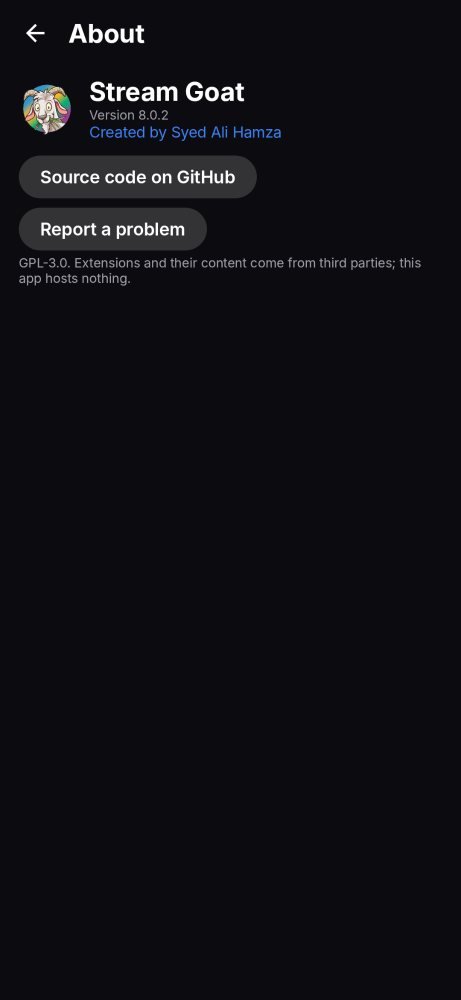 About
Stream Goat
Version 8.0.2
Created by Syed Ali Hamza
Source code on GitHub
Report a problem
GPL-3.0. Extensions and their content come from third parties; this
app hosts nothing.